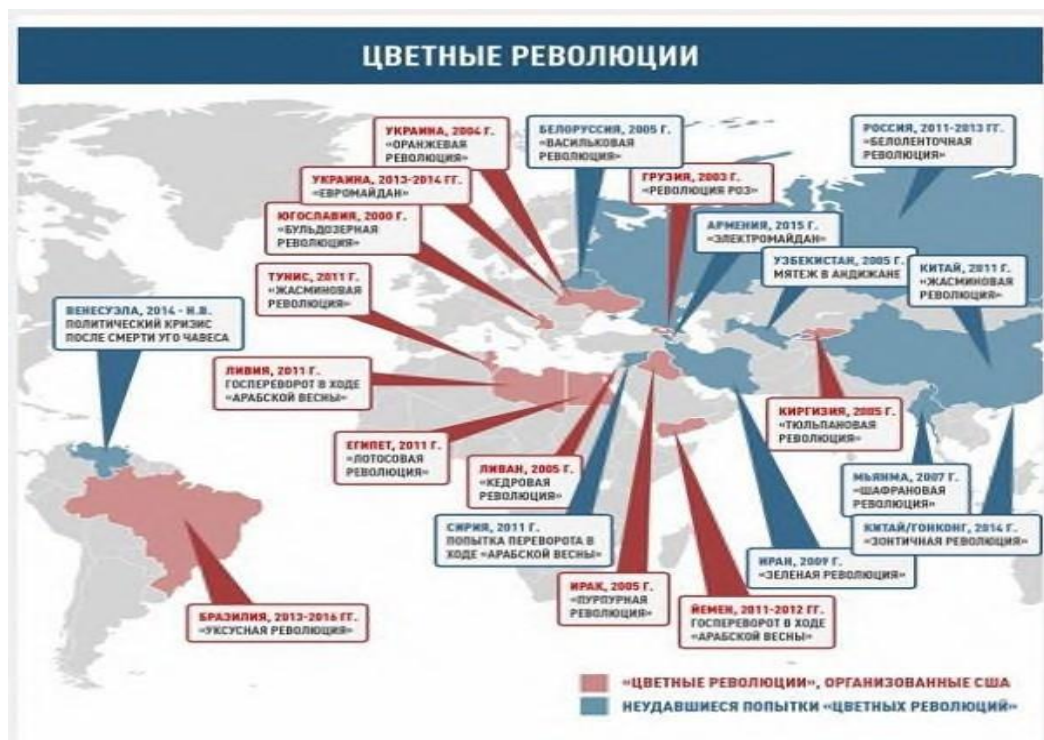 ЦВЕТНЫЕ РЕВОЛЮЦИИ
УКРАИНА, 2004 Г.
«ОРАНЖЕВАЯ
РЕВОЛЮЦИЯ»
БЕЛОРУССИЯ, 2005 Г.
«ВАСИЛЬКОВАЯ
РЕВОЛЮЦИЯ»
РОССИЯ, 2011-2013 ГГ.
«БЕЛОЛЕНТОЧНАЯ
РЕВОЛЮЦИЯ»
УКРАИНА, 2013-2014 ГГ.
«ЕВРОМАЙДАН»
ГРУЗИЯ, 2003 Г.
«РЕВОЛЮЦИЯ РОЗ»
ЮГОСЛАВИЯ, 2000 Г.
«БУЛЬДОЗЕРНАЯ
РЕВОЛЮЦИЯ»
АРМЕНИЯ, 2015 Г.
«ЭЛЕКТРОМАЙДАН»
УЗБЕКИСТАН, 2005 Г.
МЯТЕЖ В АНДИЖАНЕ
КИТАЙ, 2011 Г.
«ЖАСМИНОВАЯ
РЕВОЛЮЦИЯ»
ТУНИС, 2011 Г.
«ЖАСМИНОВАЯ
РЕВОЛЮЦИЯ»
ВЕНЕСУЭЛА, 2014 - Н.В.
ПОЛИТИЧЕСКИЙ КРИЗИС
ПОСЛЕ СМЕРТИ УГО ЧАВЕСА
ЛИВИЯ, 2011 Г.
ГОСПЕРЕВОРОТ В ХОДЕ
«АРАБСКОЙ ВЕСНЫ»
КИРГИЗИЯ, 2005 Г.
«ТЮЛЬПАНОВАЯ
РЕВОЛЮЦИЯ»
ЕГИПЕТ, 2011 Г.
«ЛОТОСОВАЯ
РЕВОЛЮЦИЯ»
ЛИВАН, 2005 Г.
«КЕДРОВАЯ
РЕВОЛЮЦИЯ»
МЬЯНМА, 2007 Г.
«ШАФРАНОВАЯ
РЕВОЛЮЦИЯ»
СИРИЯ, 2011 Г.
ПОПЫТКА ПЕРЕВОРОТА В
ХОДЕ «АРАБСКОЙ ВЕСНЫ»
КИТАЙ/ГОНКОНГ, 2014 Г.
«ЗОНТИЧНАЯ РЕВОЛЮЦИЯ»
ИРАН, 2009 Г.
«ЗЕЛЕНАЯ РЕВОЛЮЦИЯ»
ИРАК, 2005 Г.
«ПУРПУРНАЯ
РЕВОЛЮЦИЯ»
ЙЕМЕН, 2011-2012 ГГ.
ГОСПЕРЕВОРОТ В ХОДЕ
«АРАБСКОЙ ВЕСНЫ»
БРАЗИЛИЯ, 2013-2016 ГГ.
«УКСУСНАЯ РЕВОЛЮЦИЯ»
«ЦВЕТНЫЕ РЕВОЛЮЦИИ», ОРГАНИЗОВАННЫЕ США
НЕУДАВШИЕСЯ ПОПЫТКИ «ЦВЕТНЫХ РЕВОЛЮЦИЙ»